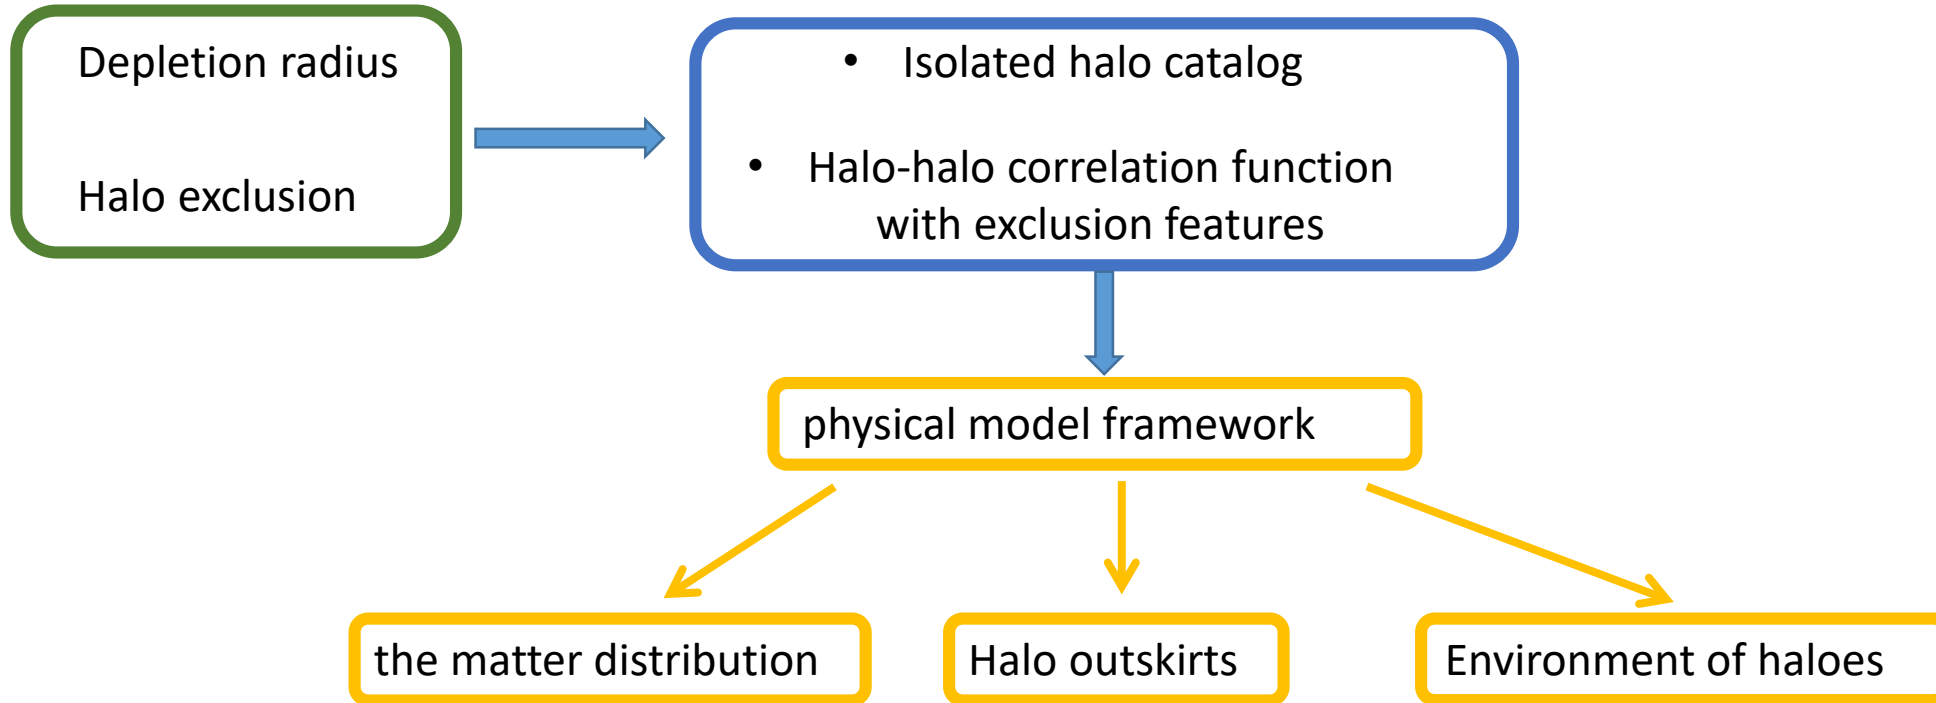 Depletion radius
Halo exclusion
• Isolated halo catalog
• Halo-halo correlation function
with exclusion features
physical model framework
the matter distribution
Halo outskirts
Environment of haloes